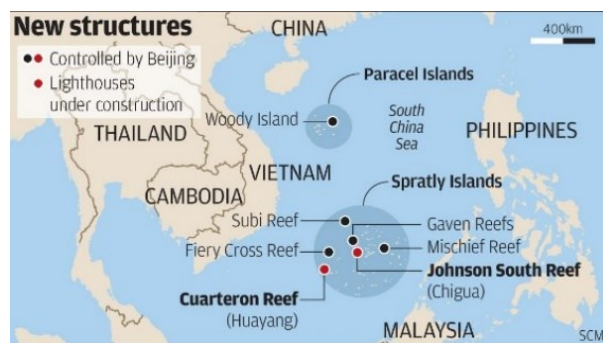 New structures
Controlled by Beijing
Lighthouses
under construction
400km
CHINA
Paracel Islands
Woody Island
South
China
Sea
THAILAND
PHILIPPINES
VIETNAM
CAMBODIA
Spratly Islands
Subi Reef
Gaven Reefs
Fiery Cross Reef
Mischief Reef
Johnson South Reef
(Chigua)
Cuarteron Reef
(Huayang)
MALAYSIA
SCM